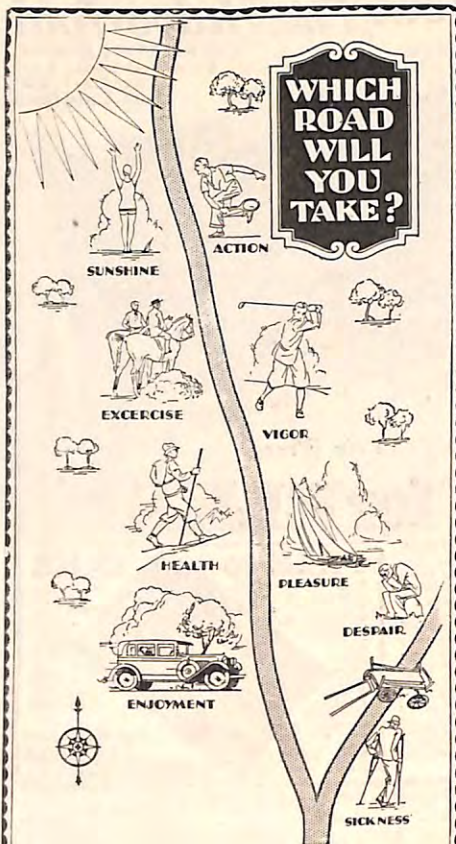 WHICH
ROAD
WILL
YOU
TAKE?
ACTION
SUNSHINE
EXCERCISE
VIGOR
HEALTH
PLEASURE
DESPAIR
ENJOYMENT
SICKNESS